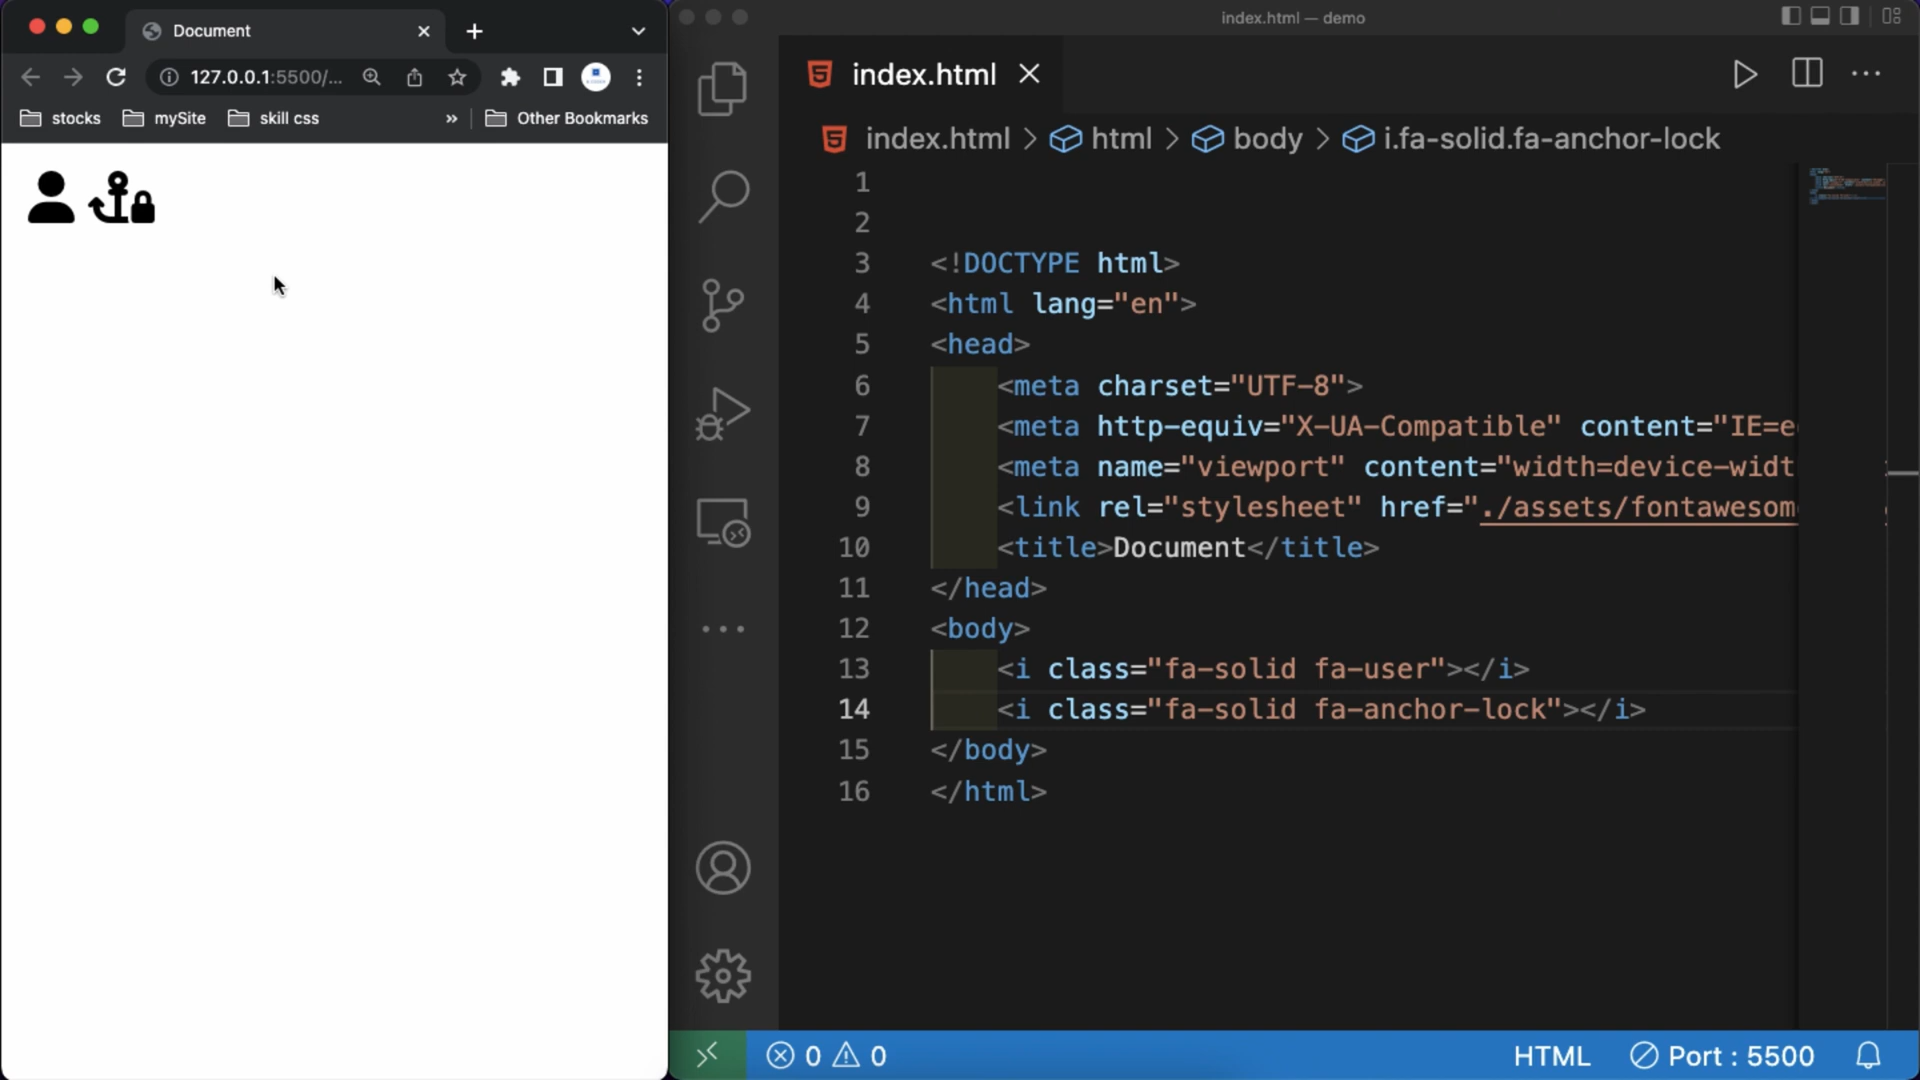 Document
127.0.0.1:5500/...
stocks
mySite
skill css
»
Other Bookmarks
index.html — demo
index.html
index.html > html > body > i.fa-solid.fa-anchor-lock
1
2
3 <!DOCTYPE html>
4 <html lang="en">
5 <head>
6 <meta charset="UTF-8">
7 <meta http-equiv="X-UA-Compatible" content="IE=e
8 <meta name="viewport" content="width=device-widt
9 <link rel="stylesheet" href="./assets/fontawesom
10 <title>Document</title>
11 </head>
12 <body>
13 <i class="fa-solid fa-user"></i>
14 <i class="fa-solid fa-anchor-lock"></i>
15 </body>
16 </html>
0 0
HTML
Port : 5500